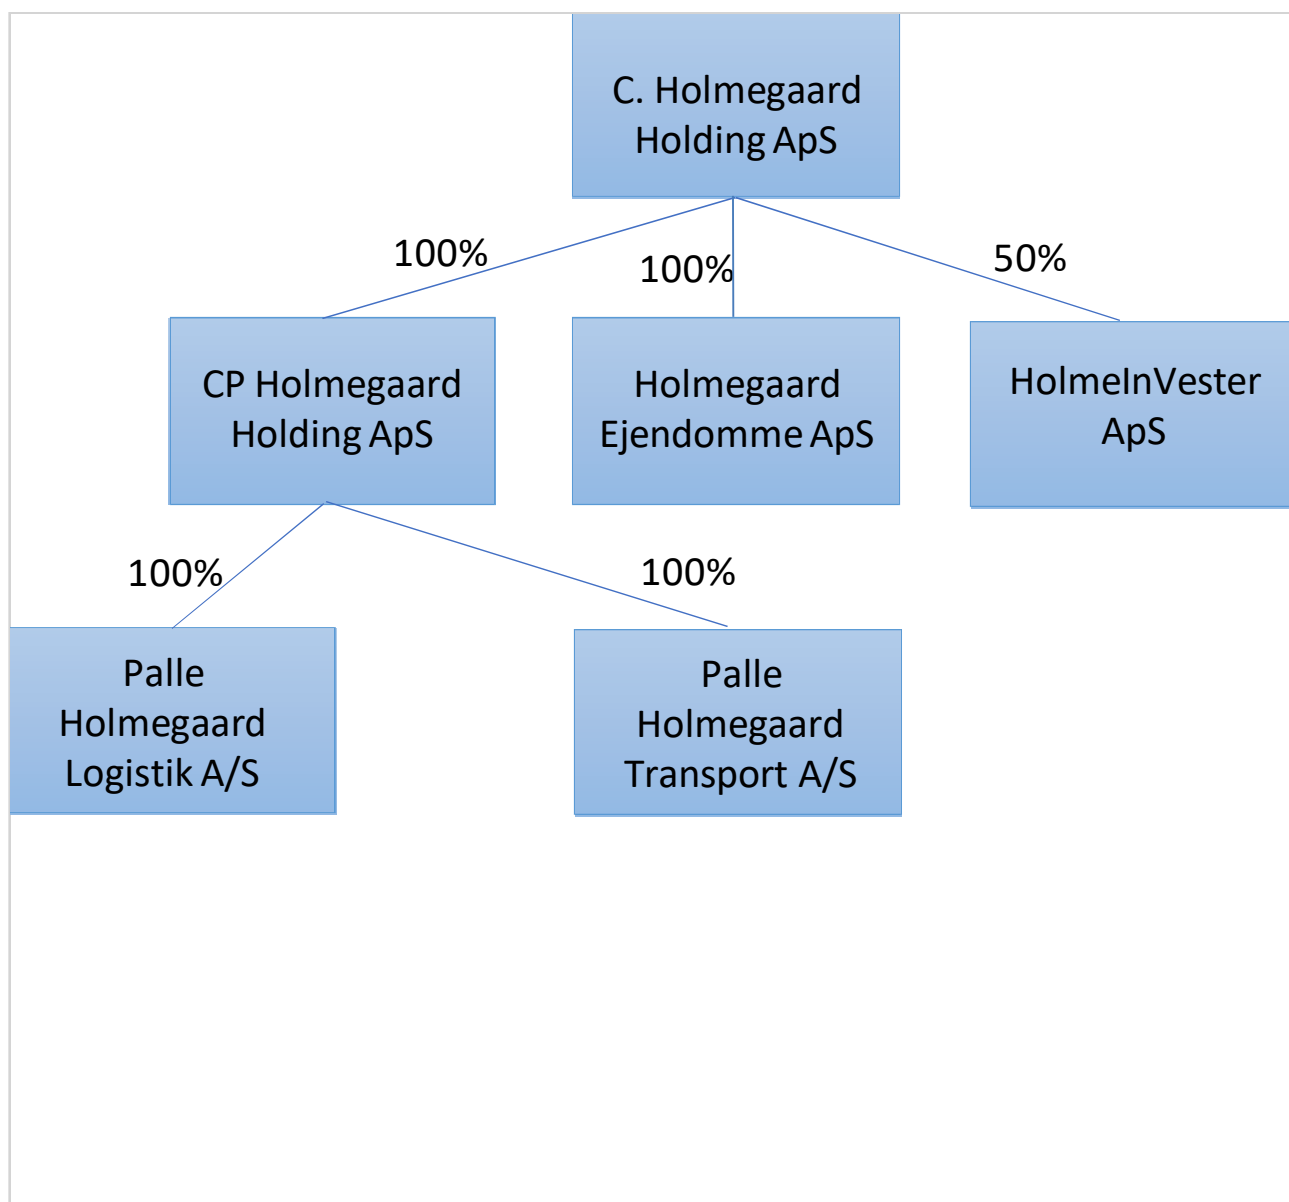 C. Holmegaard
Holding ApS
100%
100%
50%
CP Holmegaard
Holding ApS
Holmegaard
Ejendomme ApS
HolmeInVester
ApS
100%
100%
Palle
Holmegaard
Logistik A/S
Palle
Holmegaard
Transport A/S